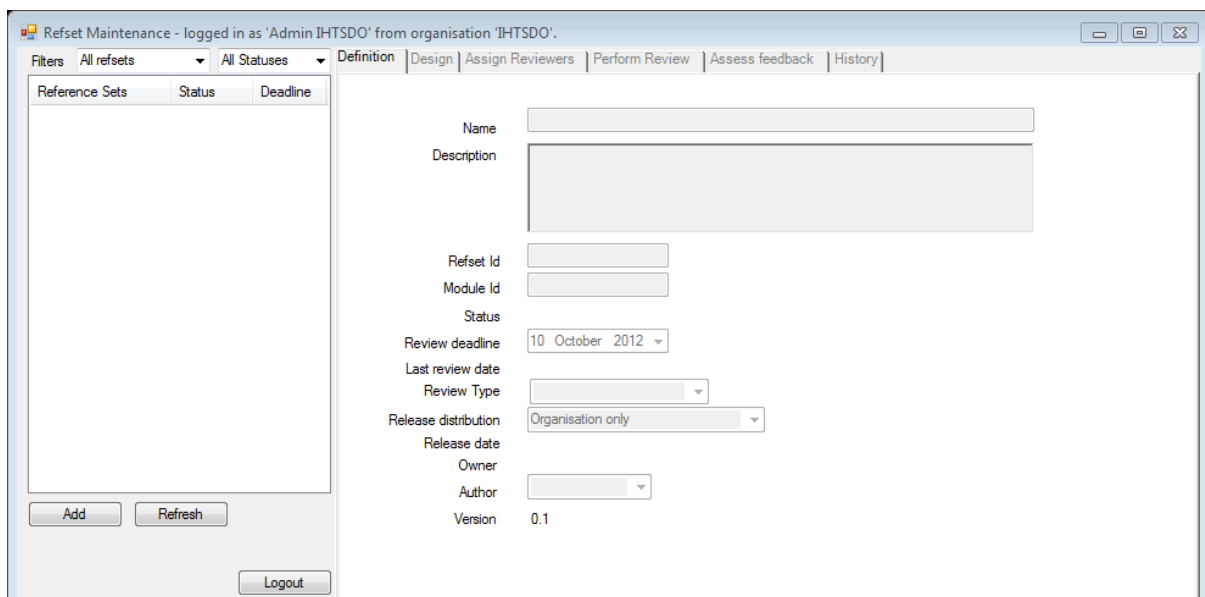 Refset Maintenance - logged in as 'Admin IHTSDO' from organisation 'IHTSDO'.
Filters All refsets All Statuses
Definition Design Assign Reviewers Perform Review Assess feedback History
Reference Sets Status Deadline
Name
Description
Refset Id
Module Id
Status
Review deadline 10 October 2012
Last review date
Review Type
Release distribution Organisation only
Release date
Owner
Author
Version 0.1
Add Refresh
Logout